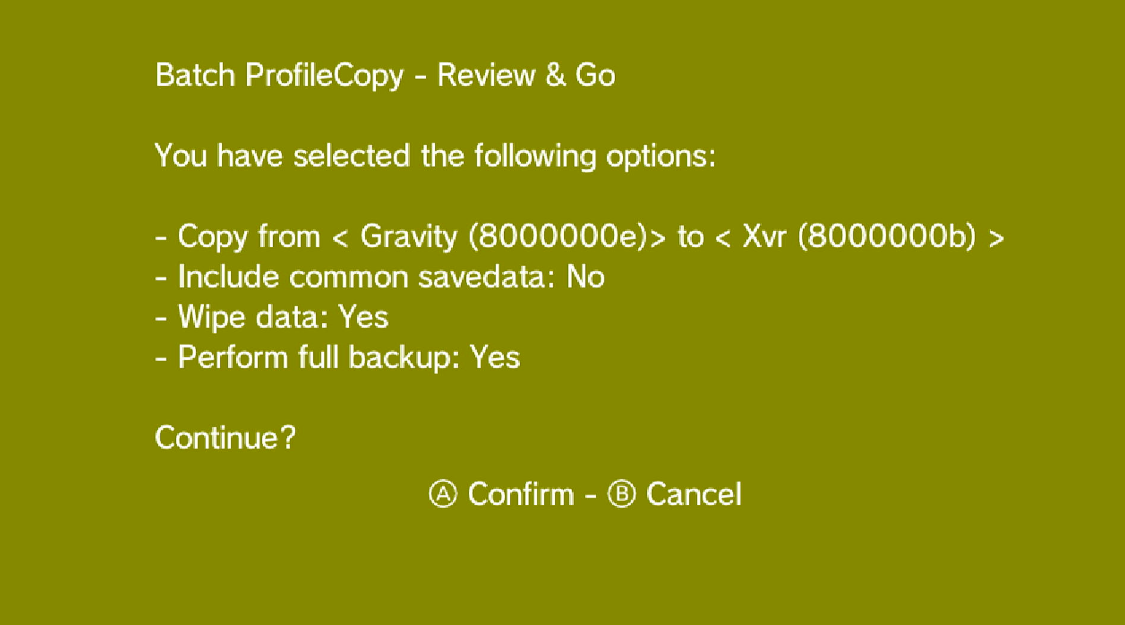 Batch ProfileCopy - Review & Go
You have selected the following options:
- Copy from < Gravity (8000000e)> to < Xvr (8000000b) >
- Include common savedata: No
- Wipe data: Yes
- Perform full backup: Yes
Continue?
Ⓐ Confirm - Ⓑ Cancel